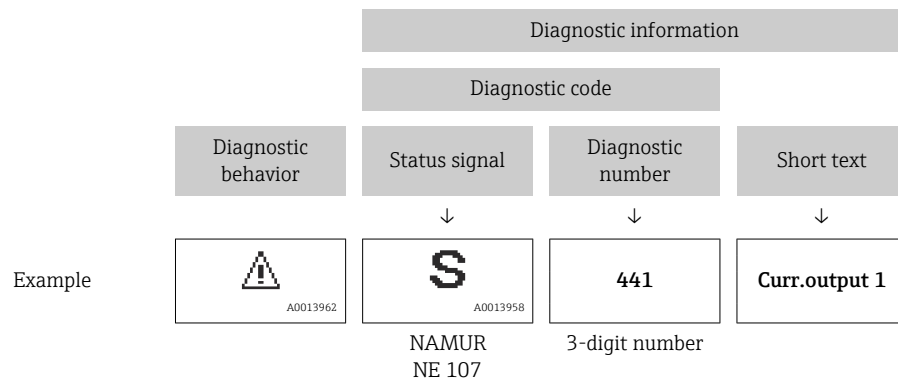 Diagnostic information
Diagnostic code
Diagnostic
behavior
Status signal
Diagnostic
number
Short text
↓
↓
↓
Example
A0013962
S
A0013958
441
Curr.output 1
NAMUR
NE 107
3-digit number